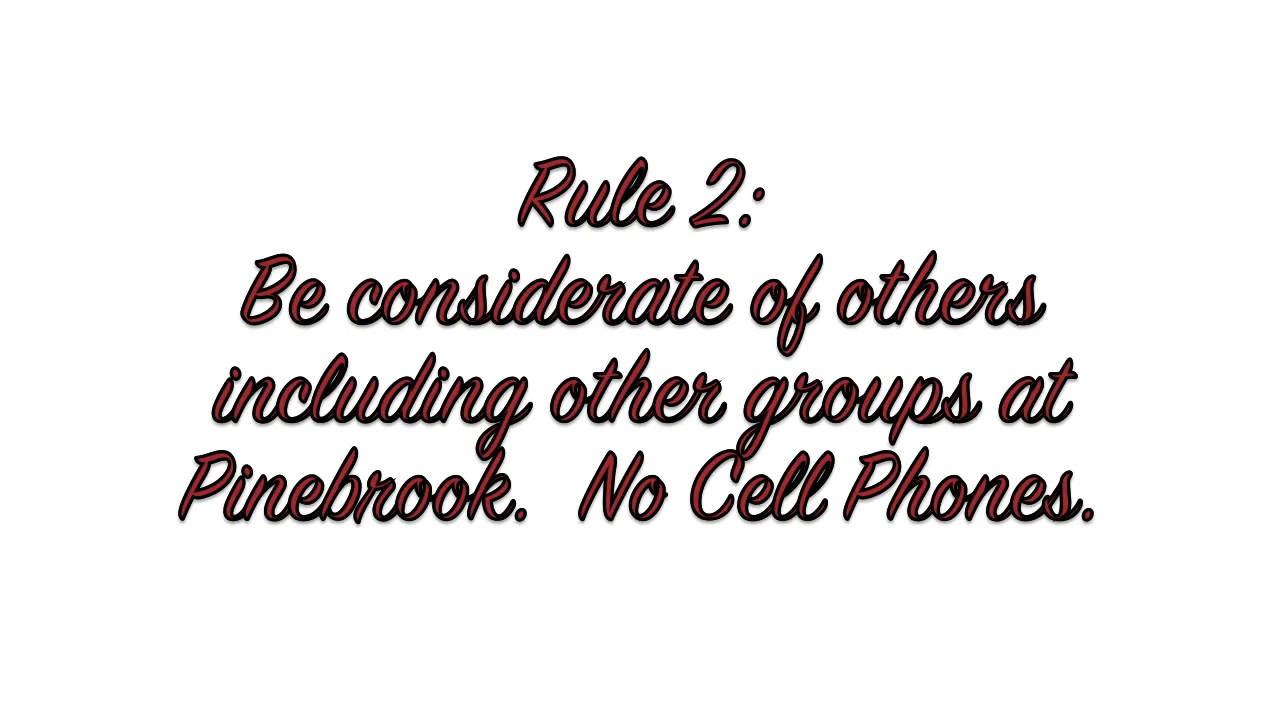 Rule 2:
Be considerate of others
including other groups at
Pinebrook.  No Cell Phones.